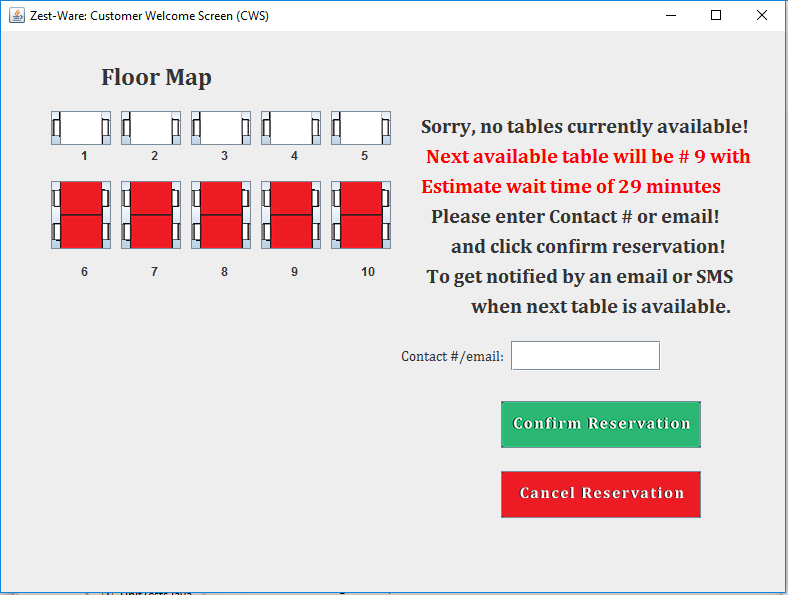 Zest-Ware: Customer Welcome Screen (CWS)
Floor Map
1 2 3 4 5
6 7 8 9 10
Sorry, no tables currently available!
Next available table will be # 9 with
Estimate wait time of 29 minutes
Please enter Contact # or email!
and click confirm reservation!
To get notified by an email or SMS
when next table is available.
Contact #/email:
Confirm Reservation
Cancel Reservation